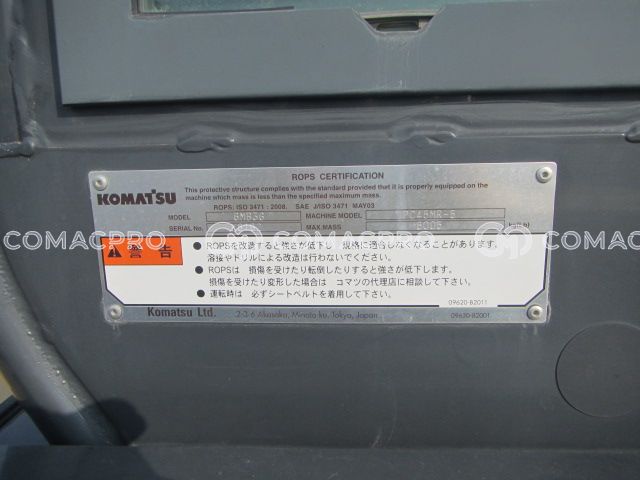 ROPS CERTIFICATION
KOMATSU
This protective structure complies with the standard provided that it is properly equipped on the
machine which mass is less than the specified maximum mass.
ROPS: ISO 3471 : 2008. SAE J/ISO 3471 MAY03
MODEL MACHINE MODEL
SERIAL No. MAX MASS
COMACPRO COMACPRO COMACPRO
警告
● ROPSを改造すると強さが低下し 規格に適合しなくなることがあります。
溶接やドリルによる改造は行わないでください。
● ROPSは 損傷を受けたり転倒したりすると強さが低下します。
損傷を受けたり変形した場合は コマツの代理店に相談して下さい。
● 運転時は 必ずシートベルトを着用して下さい。
09620-B2011
Komatsu Ltd. 2-3-6 Akasaka, Minato-ku, Tokyo, Japan 09620-B2001